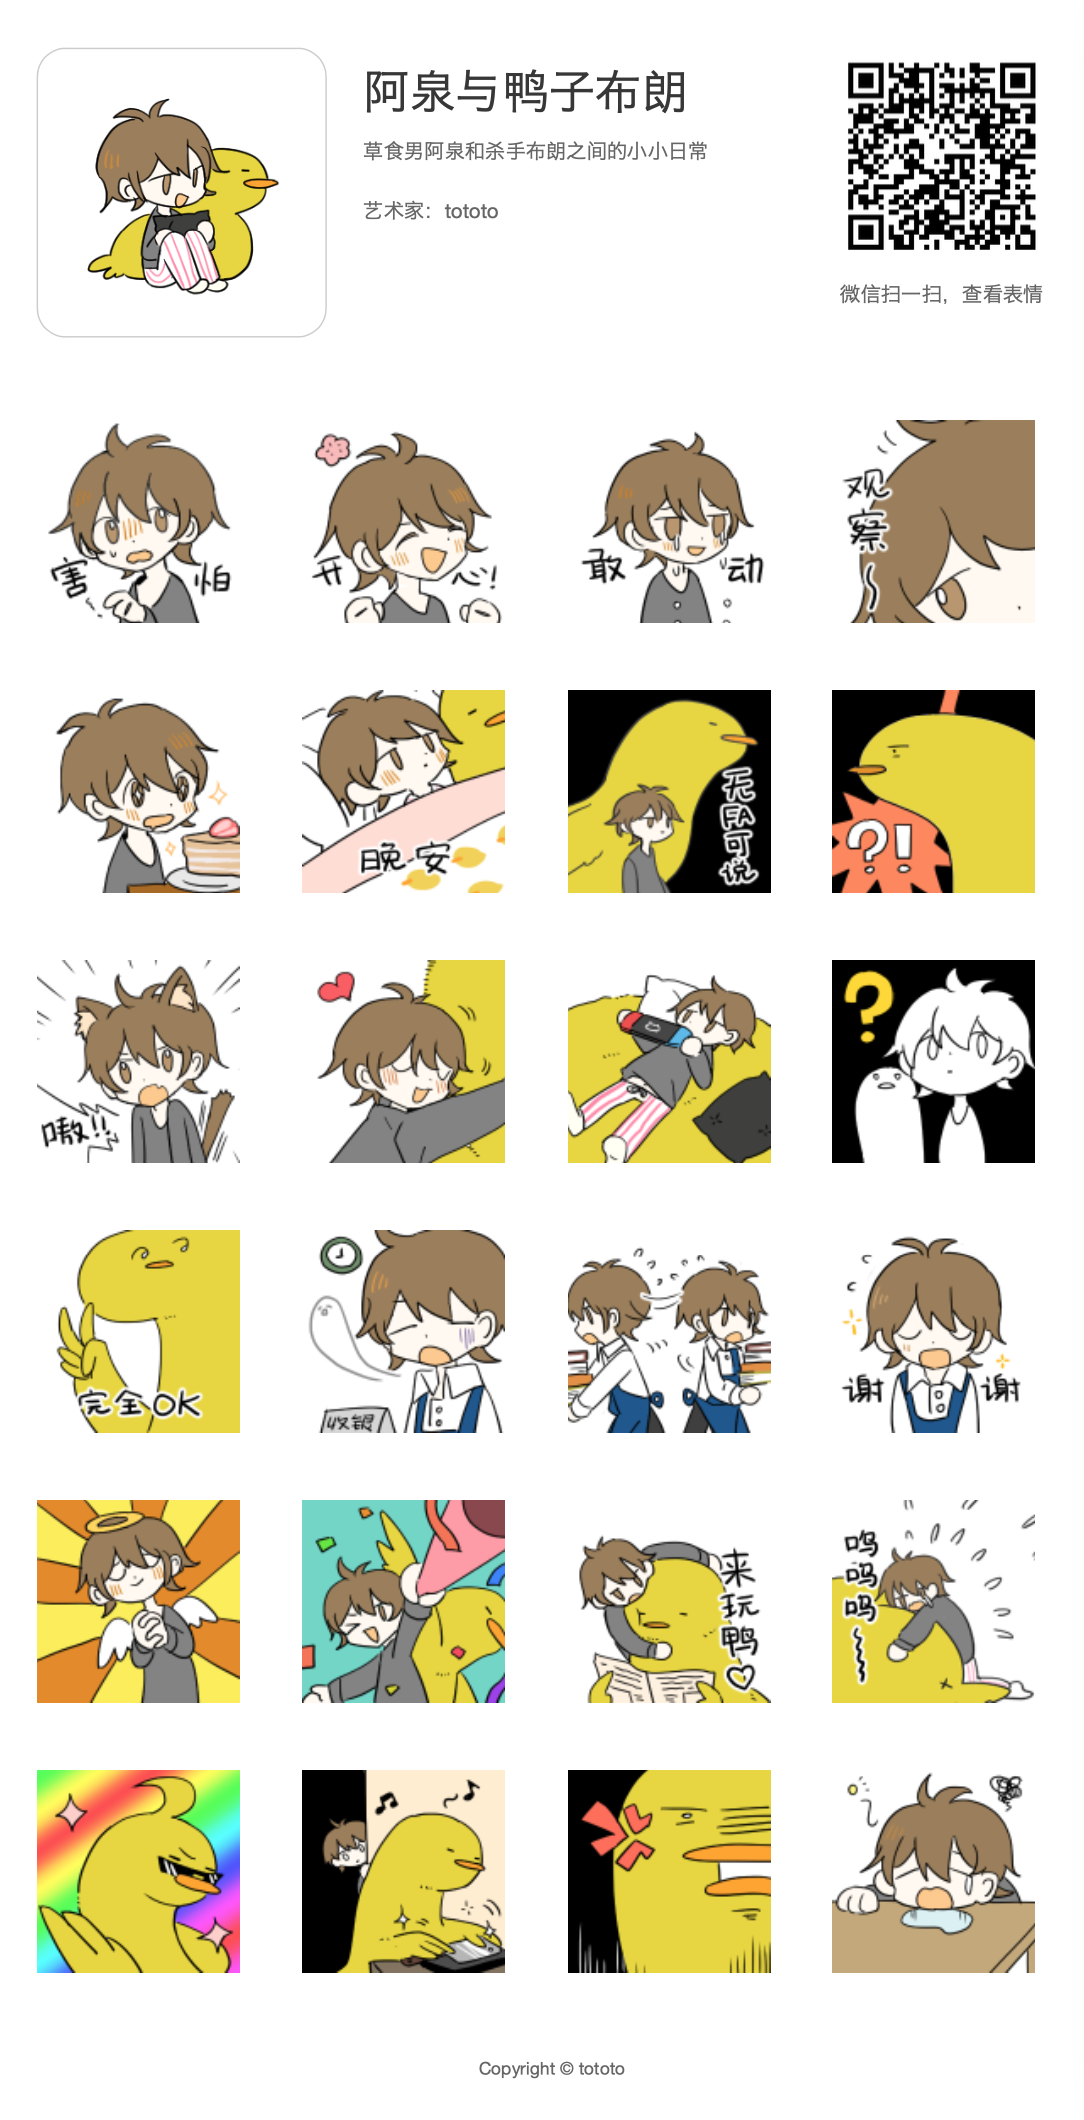 阿泉与鸭子布朗
草食男阿泉和杀手布朗之间的小小日常
艺术家：tototo
微信扫一扫，查看表情
害怕
开心!
敢动
观察~
晚安
无FA可说
?!
嗷!!
?
完全OK
收银
谢谢
来玩鸭♡
呜呜呜~
Copyright © tototo